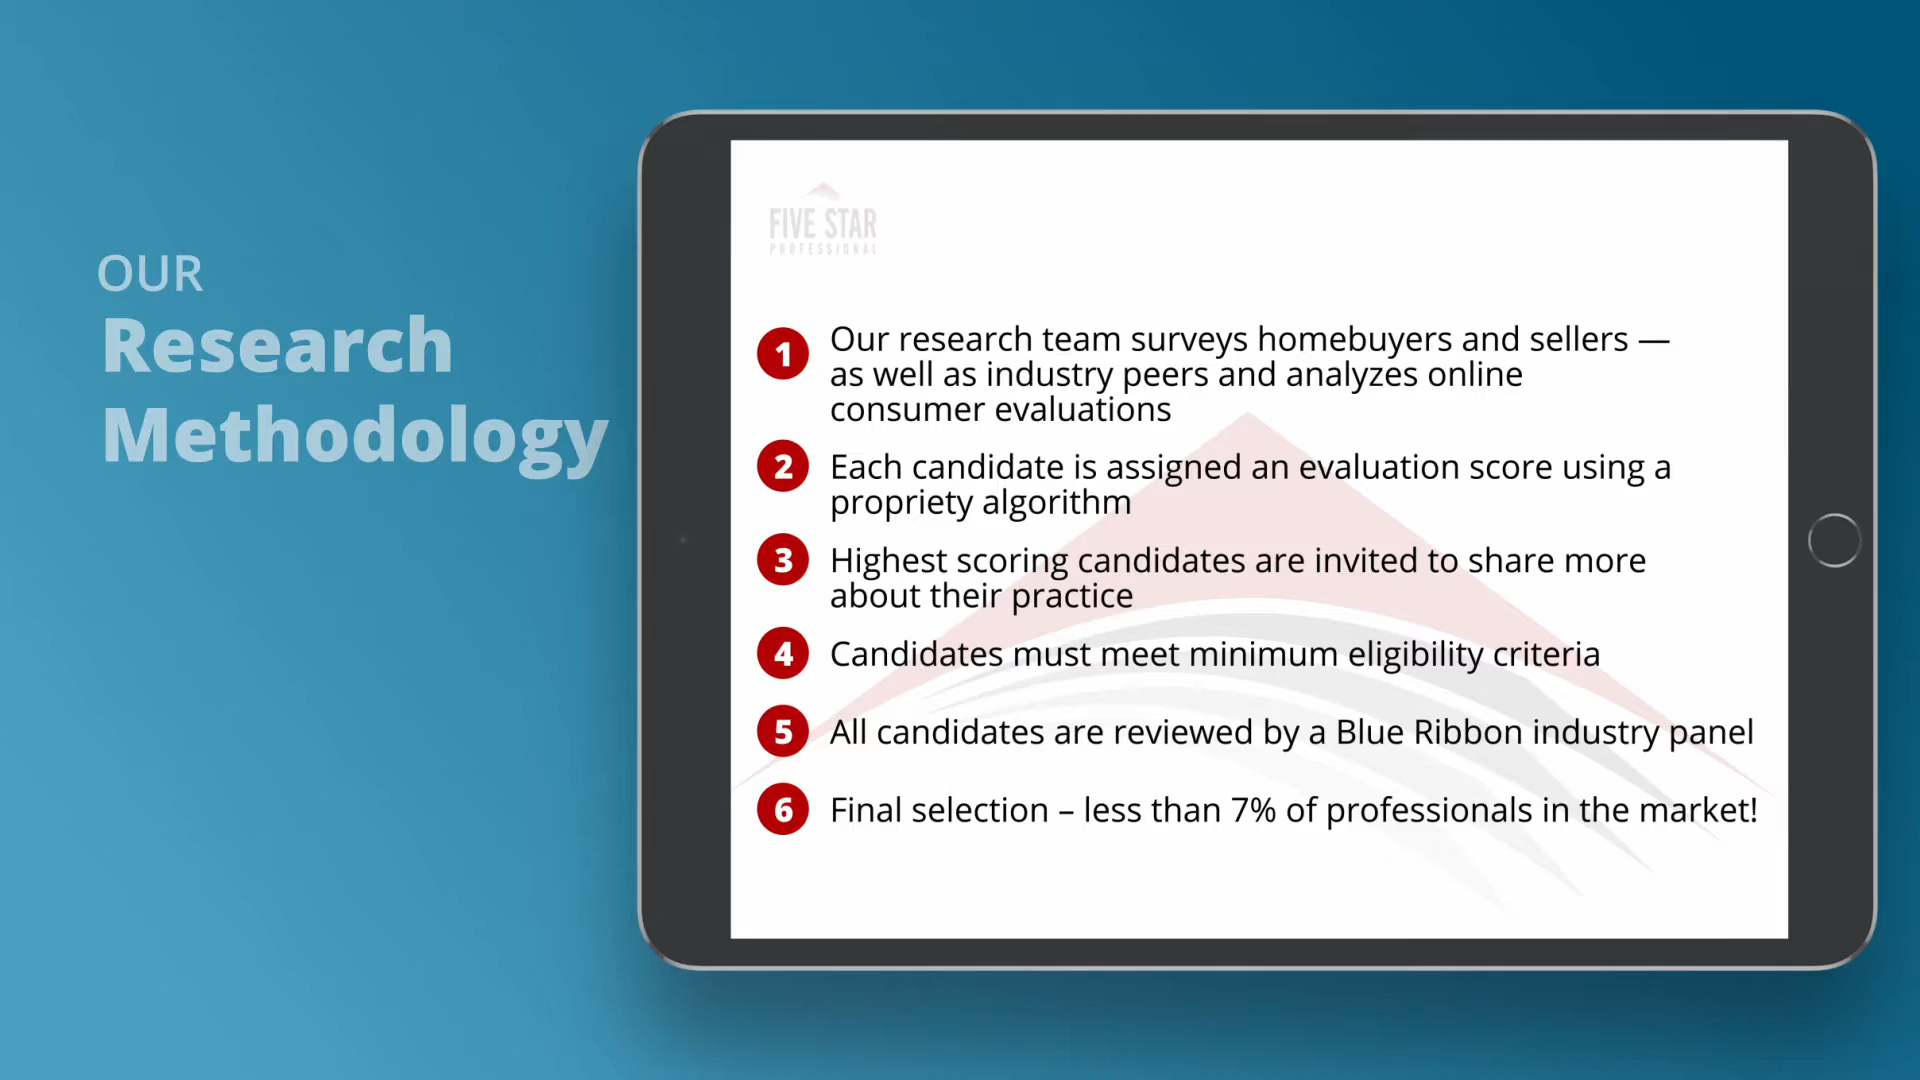 OUR
Research
Methodology
FIVE STAR
PROFESSIONAL
1 Our research team surveys homebuyers and sellers —
as well as industry peers and analyzes online
consumer evaluations
2 Each candidate is assigned an evaluation score using a
propriety algorithm
3 Highest scoring candidates are invited to share more
about their practice
4 Candidates must meet minimum eligibility criteria
5 All candidates are reviewed by a Blue Ribbon industry panel
6 Final selection – less than 7% of professionals in the market!